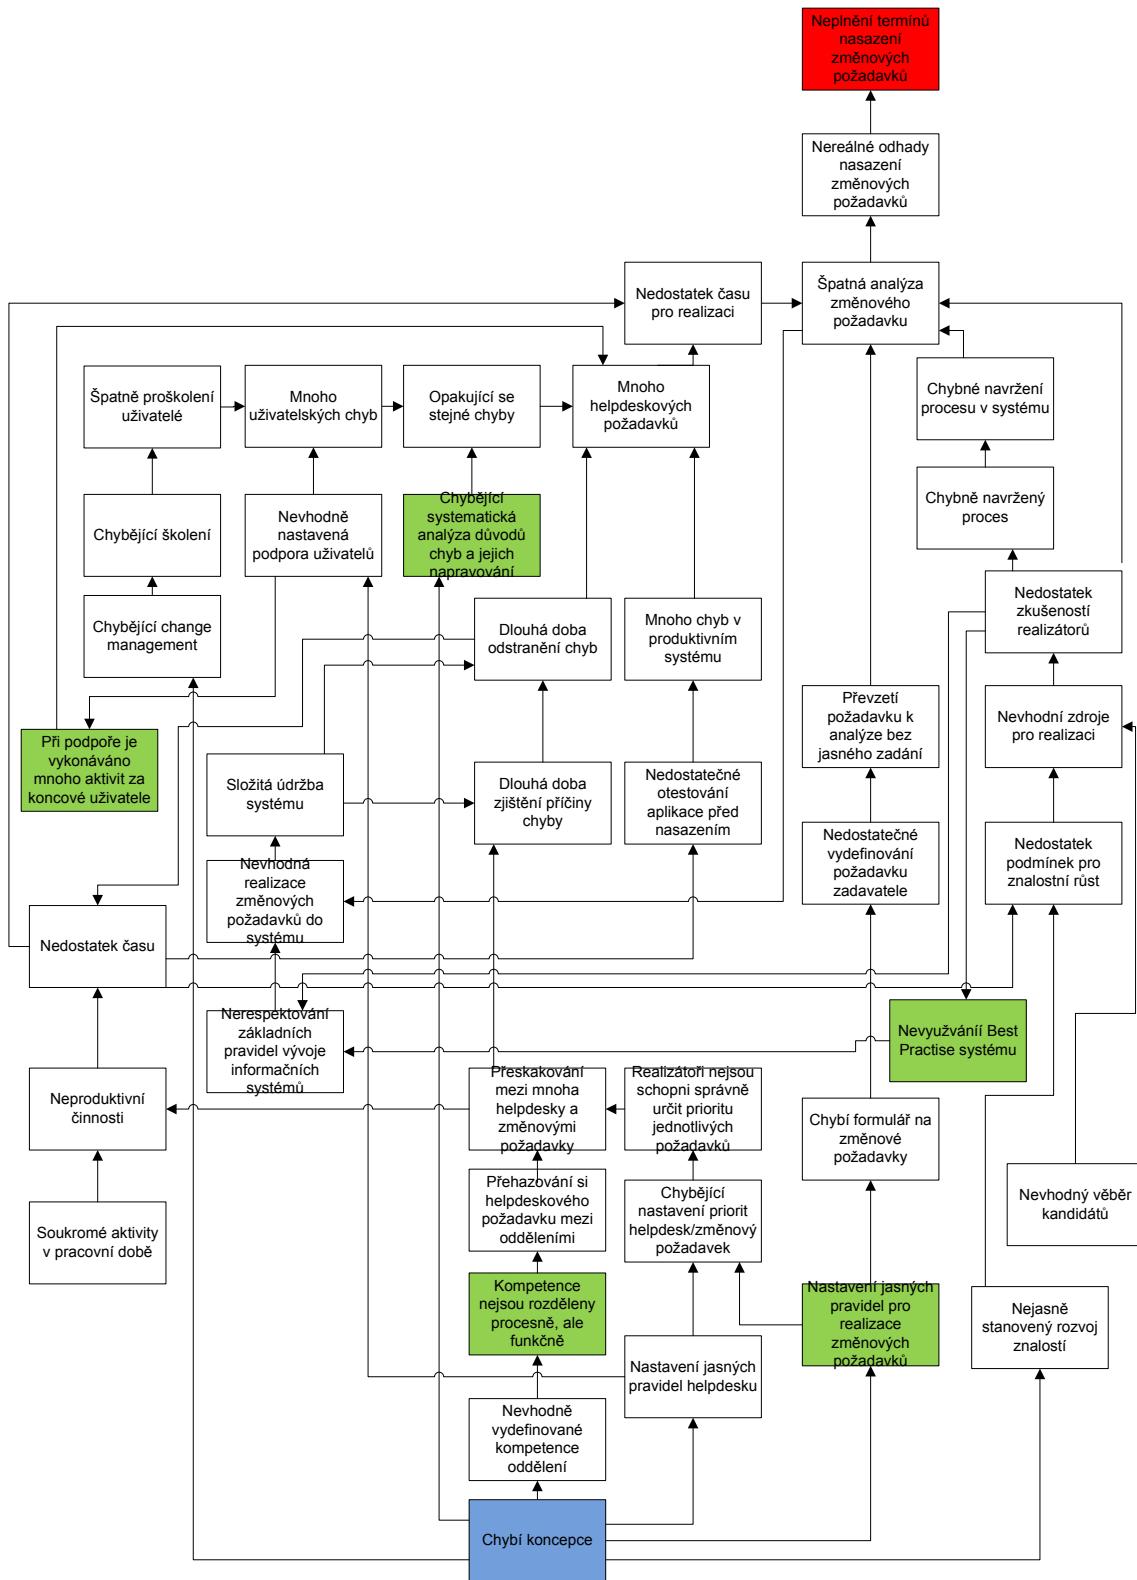 Neplnění termínů
nasazení
změnových
požadavků
Nereálné odhady
nasazení
změnových
požadavků
Nedostatek času
pro realizaci
Špatná analýza
změnového
požadavku
Špatně proškolení
uživatelé
Mnoho
uživatelských chyb
Opakující se
stejné chyby
Mnoho
helpdeskových
požadavků
Chybné navržení
procesu v systému
Chybějící školení
Nevhodně
nastavená
podpora uživatelů
Chybějící
systematická
analýza důvodů
chyb a jejich
napravování
Chybně navržený
proces
Chybějící change
management
Dlouhá doba
odstranění chyb
Mnoho chyb v
produktivním
systému
Nedostatek
zkušeností
realizátorů
Při podpoře je
vykonáváno
mnoho aktivit za
koncové uživatele
Složitá údržba
systému
Dlouhá doba
zjištění příčiny
chyby
Nedostatečné
otestování
aplikace před
nasazením
Převzetí
požadavku k
analýze bez
jasného zadání
Nevhodní zdroje
pro realizaci
Nevhodná
realizace
změnových
požadavků do
systému
Nedostatečné
vydefinování
požadavku
zadavatele
Nedostatek
podmínek pro
znalostní růst
Nedostatek času
Nerespektování
základních
pravidel vývoje
informačních
systémů
Nevyužváníí Best
Practise systému
Neproduktivní
činnosti
Přeskakování
mezi mnoha
helpdesky a
změnovými
požadavky
Realizátoři nejsou
schopni správně
určit prioritu
jednotlivých
požadavků
Chybí formulář na
změnové
požadavky
Soukromé aktivity
v pracovní době
Přehazování si
helpdeskového
požadavku mezi
odděleními
Chybějící
nastavení priorit
helpdesk/změnový
požadavek
Nevhodný věběr
kandidátů
Kompetence
nejsou rozděleny
procesně, ale
funkčně
Nastavení jasných
pravidel helpdesku
Nastavení jasných
pravidel pro
realizace
změnových
požadavků
Nejasně
stanovený rozvoj
znalostí
Nevhodně
vydefinované
kompetence
oddělení
Chybí koncepce